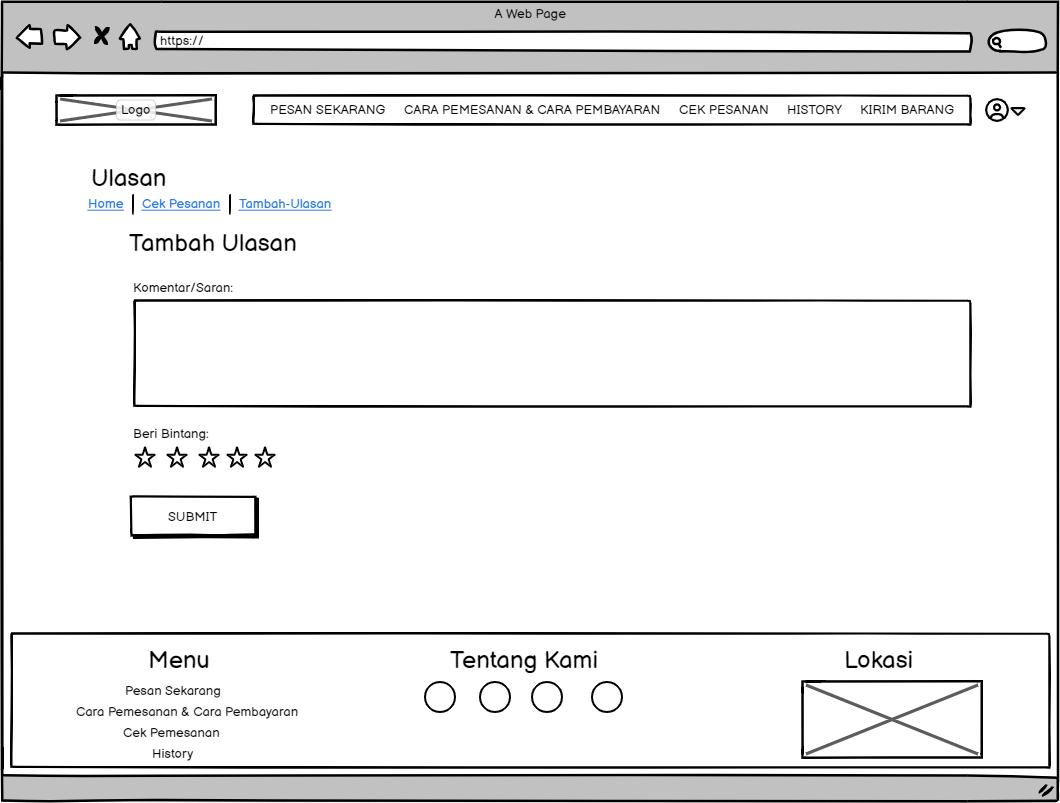 A Web Page
https://
Logo
PESAN SEKARANG CARA PEMESANAN & CARA PEMBAYARAN CEK PESANAN HISTORY KIRIM BARANG
Ulasan
Home Cek Pesanan Tambah-Ulasan
Tambah Ulasan
Komentar/Saran:
Beri Bintang:
SUBMIT
Menu
Pesan Sekarang
Cara Pemesanan & Cara Pembayaran
Cek Pemesanan
History
Tentang Kami
Lokasi